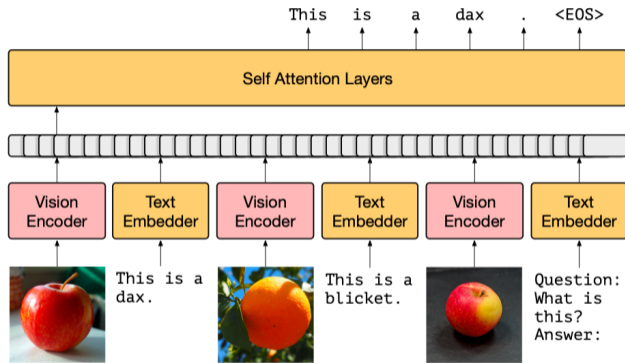 This is a dax . <EOS>
Self Attention Layers
Vision
Encoder
Text
Embedder
Vision
Encoder
Text
Embedder
Vision
Encoder
Text
Embedder
This is a
dax.
This is a
blicket.
Question:
What is
this?
Answer: